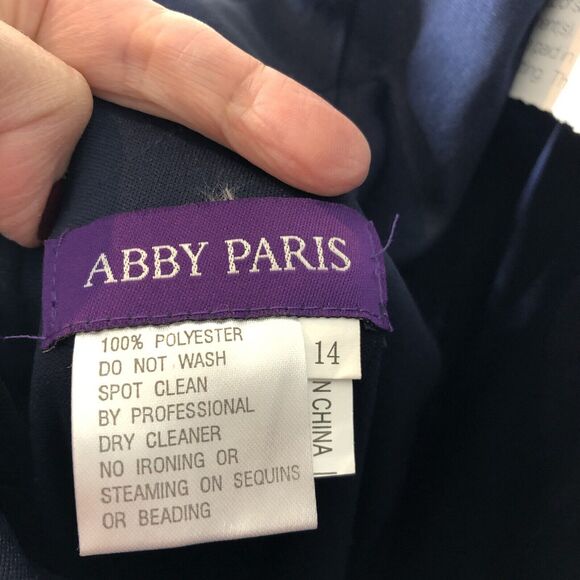 ABBY PARIS
100% POLYESTER
DO NOT WASH
SPOT CLEAN
BY PROFESSIONAL
DRY CLEANER
NO IRONING OR
STEAMING ON SEQUINS
OR BEADING
14
N CHINA